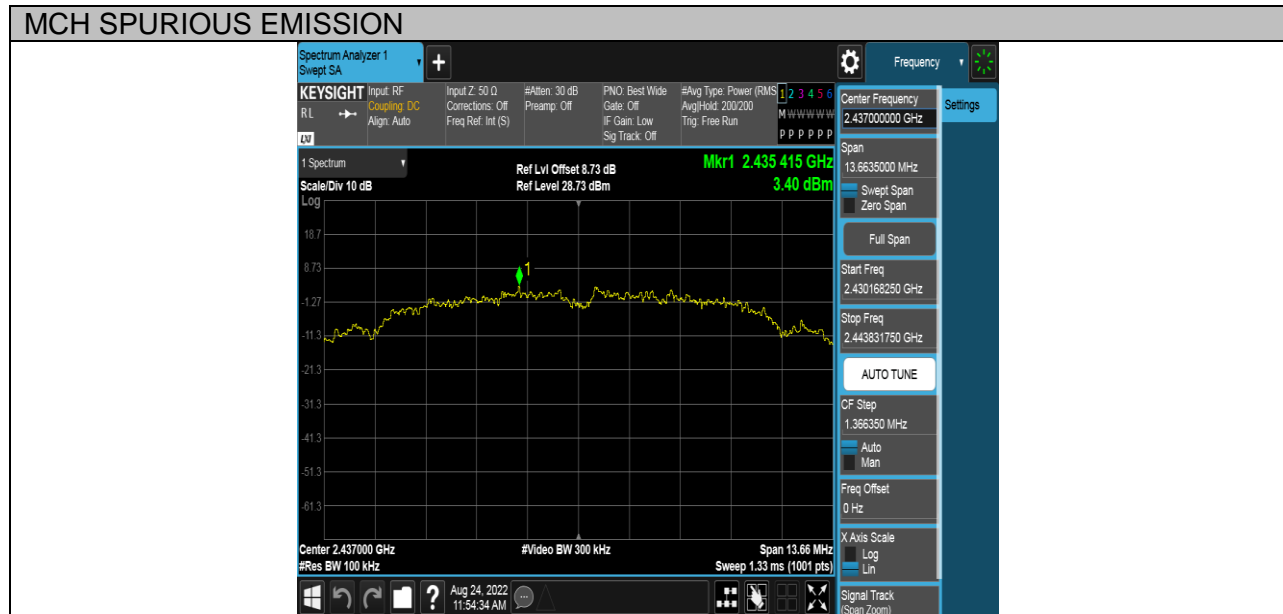 MCH SPURIOUS EMISSION
Spectrum Analyzer 1
Swept SA
+
Frequency
KEYSIGHT
RL
LXI
Input: RF
Coupling: DC
Align: Auto
Input Z: 50 Ω
Corrections: Off
Freq Ref: Int (S)
#Atten: 30 dB
Preamp: Off
PNO: Best Wide
Gate: Off
IF Gain: Low
Sig Track: Off
#Avg Type: Power (RMS
Avg|Hold: 200/200
Trig: Free Run
1 2 3 4 5 6
M W W W W W
P P P P P P
1 Spectrum
Scale/Div 10 dB
Log
Ref Lvl Offset 8.73 dB
Ref Level 28.73 dBm
Mkr1 2.435 415 GHz
3.40 dBm
18.7
8.73
1
-1.27
-11.3
-21.3
-31.3
-41.3
-51.3
-61.3
Center 2.437000 GHz
#Res BW 100 kHz
#Video BW 300 kHz
Span 13.66 MHz
Sweep 1.33 ms (1001 pts)
?
Aug 24, 2022
11:54:34 AM
Center Frequency
2.437000000 GHz
Span
13.6635000 MHz
Swept Span
Zero Span
Full Span
Start Freq
2.430168250 GHz
Stop Freq
2.443831750 GHz
AUTO TUNE
CF Step
1.366350 MHz
Auto
Man
Freq Offset
0 Hz
X Axis Scale
Log
Lin
Signal Track
(Span Zoom)
Settings